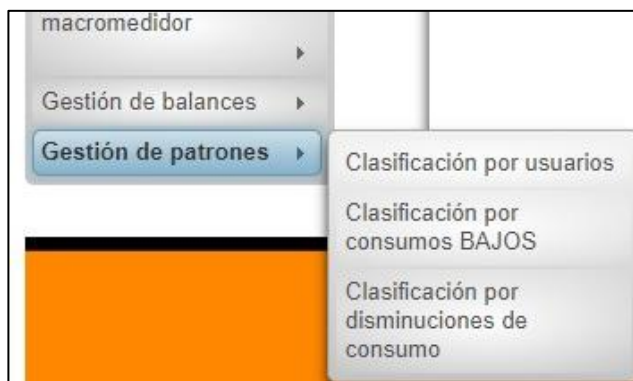 macromedidor
Gestión de balances
Gestión de patrones
Clasificación por usuarios
Clasificación por
consumos BAJOS
Clasificación por
disminuciones de
consumo